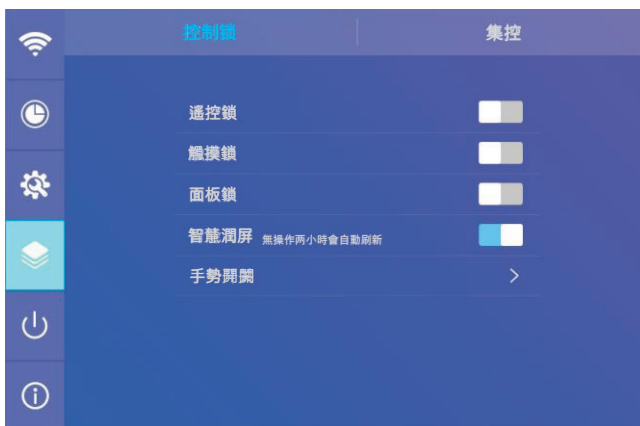 控制鎖 集控
遙控鎖
觸摸鎖
面板鎖
智慧潤屏 無操作两小時會自動刷新
手勢開關